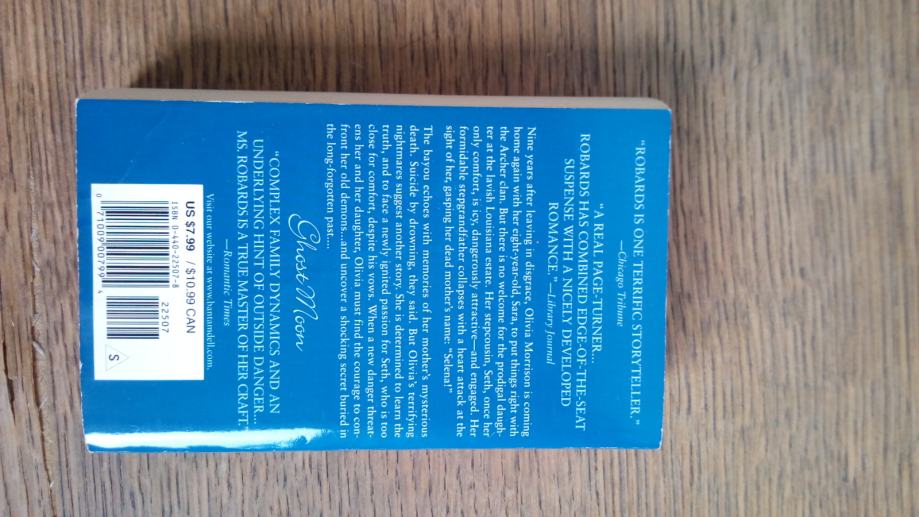 "ROBARDS IS ONE TERRIFIC STORYTELLER."
—Chicago Tribune
"A REAL PAGE-TURNER...
ROBARDS HAS COMBINED EDGE-OF-THE-SEAT
SUSPENSE WITH A NICELY DEVELOPED
ROMANCE." —Library Journal
Nine years after leaving in disgrace, Olivia Morrison is coming
home again with her eight-year-old, Sara, to put things right with
the Archer clan. But there is no welcome for the prodigal daugh-
ter at the lavish Louisiana estate. Her stepcousin, Seth, once her
only comfort, is icy, dangerously attractive—and engaged. Her
formidable stepgrandfather collapses with a heart attack at the
sight of her, gasping her dead mother's name: "Selena!"
The bayou echoes with memories of her mother's mysterious
death. Suicide by drowning, they said. But Olivia's terrifying
nightmares suggest another story. She is determined to learn the
truth, and to face a newly ignited passion for Seth, who is too
close for comfort, despite his vows. When a new danger threat-
ens her and her daughter, Olivia must find the courage to con-
front her old demons...and uncover a shocking secret buried in
the long-forgotten past....
Ghost Moon
"COMPLEX FAMILY DYNAMICS AND AN
UNDERLYING HINT OF OUTSIDE DANGER...
MS. ROBARDS IS A TRUE MASTER OF HER CRAFT."
—Romantic Times
Visit our website at www.bantamdell.com.
US $7.99 / $10.99 CAN
ISBN 0-440-22507-8
22507
0 71009 00799 4
S